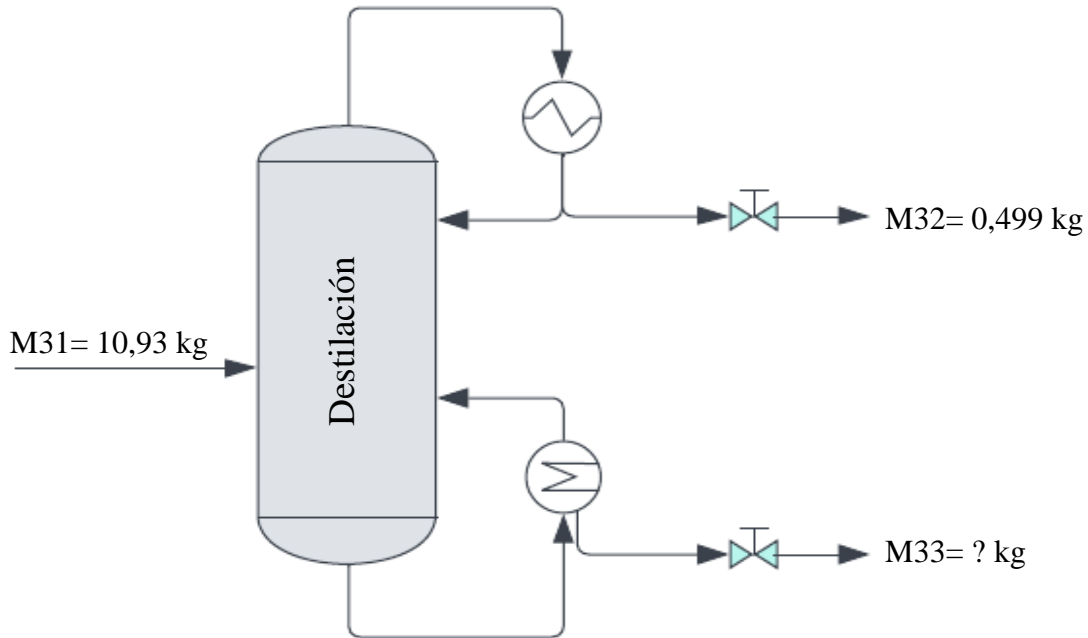 M32= 0,499 kg
Destilación
M31= 10,93 kg
M33= ? kg